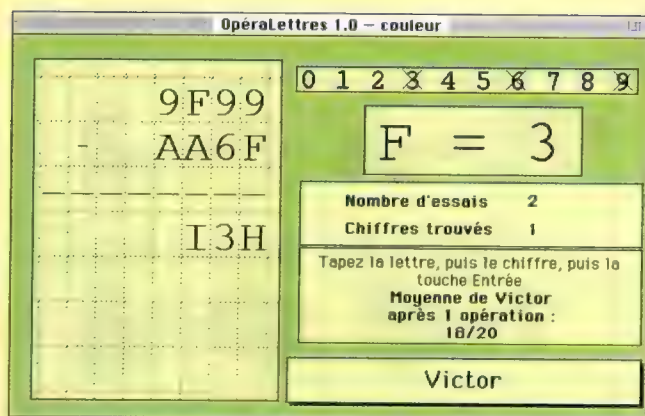 OpéraLettres 1.0 – couleur
9F99
- AA6F
I3H
0 1 2 3 4 5 6 7 8 9
F = 3
Nombre d'essais 2
Chiffres trouvés 1
Tapez la lettre, puis le chiffre, puis la
touche Entrée
Moyenne de Victor
après 1 opération :
18/20
Victor